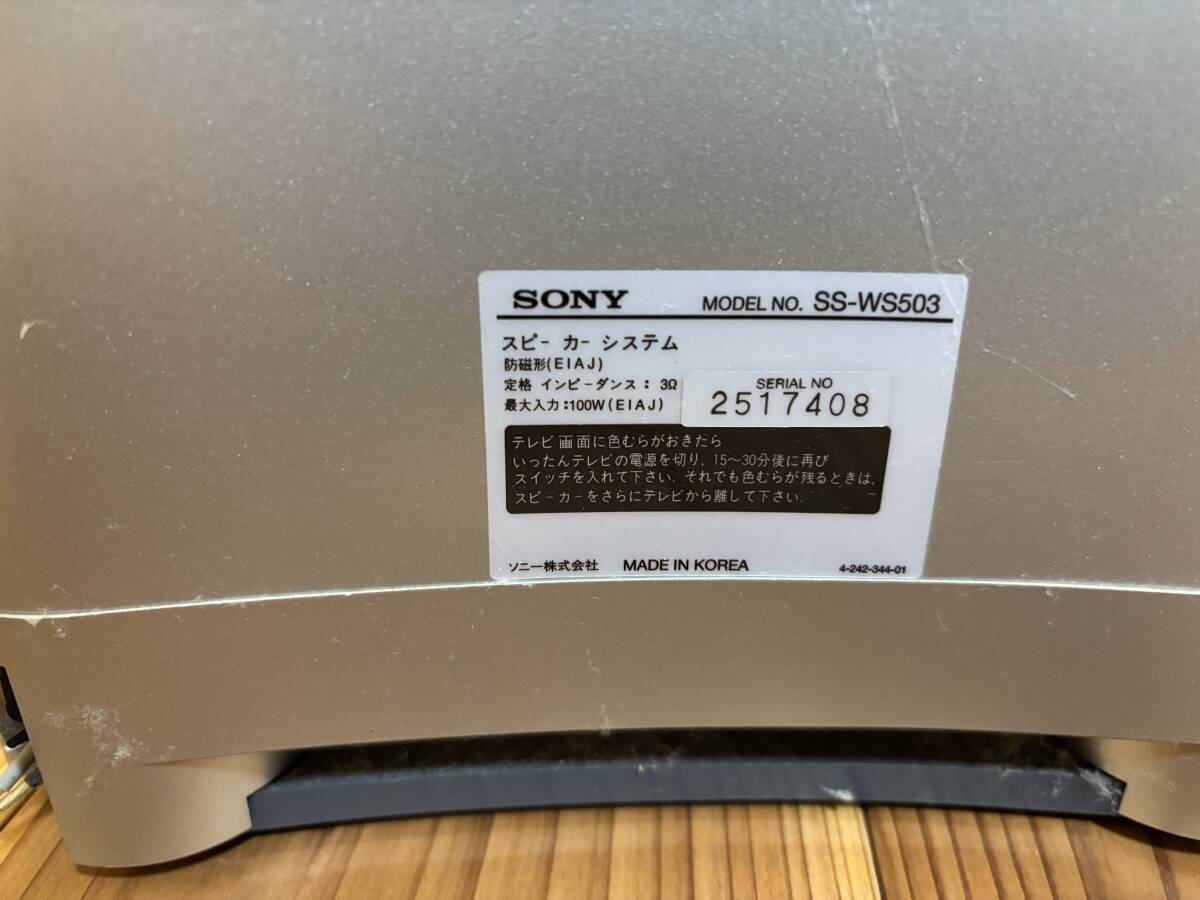 SONY MODEL NO. SS-WS503
スピーカー システム
防磁形(EIAJ)
定格 インピーダンス: 3Ω
最大入力:100W(EIAJ)
SERIAL NO
2517408
テレビ画面に色むらがおきたら
いったんテレビの電源を切り, 15〜30分後に再び
スイッチを入れて下さい. それでも色むらが残るときは,
スピーカーをさらにテレビから離して下さい.
ソニー株式会社 MADE IN KOREA 4-242-344-01